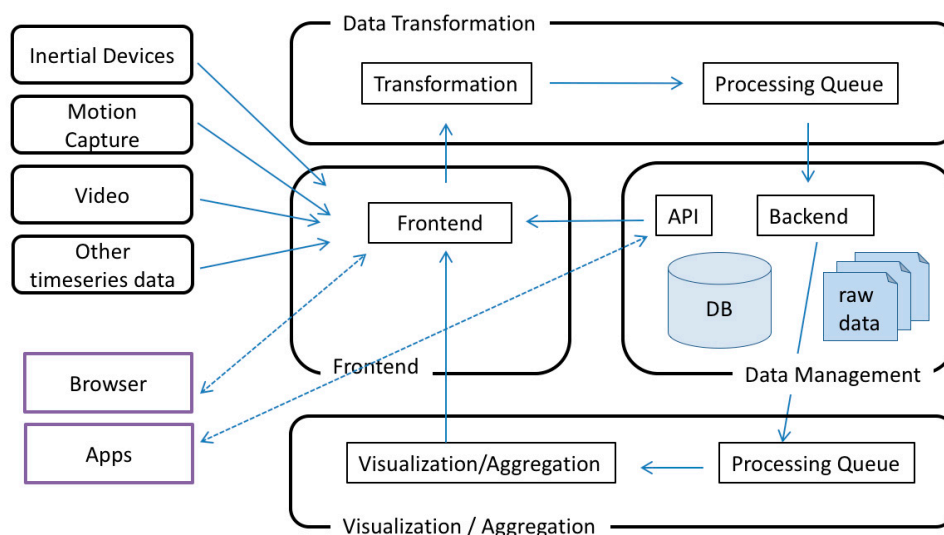 Data Transformation
Inertial Devices
Transformation
Processing Queue
Motion
Capture
Video
Other
timeseries data
Frontend
API
Backend
DB
raw
data
Frontend
Data Management
Browser
Apps
Visualization/Aggregation
Processing Queue
Visualization / Aggregation